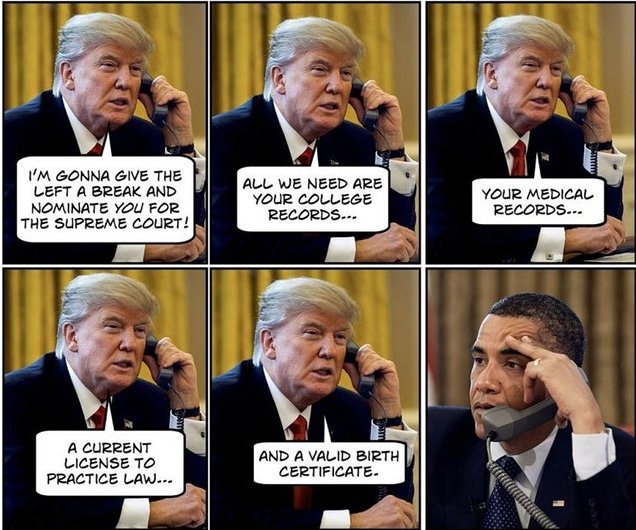 I'M GONNA GIVE THE
LEFT A BREAK AND
NOMINATE YOU FOR
THE SUPREME COURT!
ALL WE NEED ARE
YOUR COLLEGE
RECORDS...
YOUR MEDICAL
RECORDS...
A CURRENT
LICENSE TO
PRACTICE LAW...
AND A VALID BIRTH
CERTIFICATE.